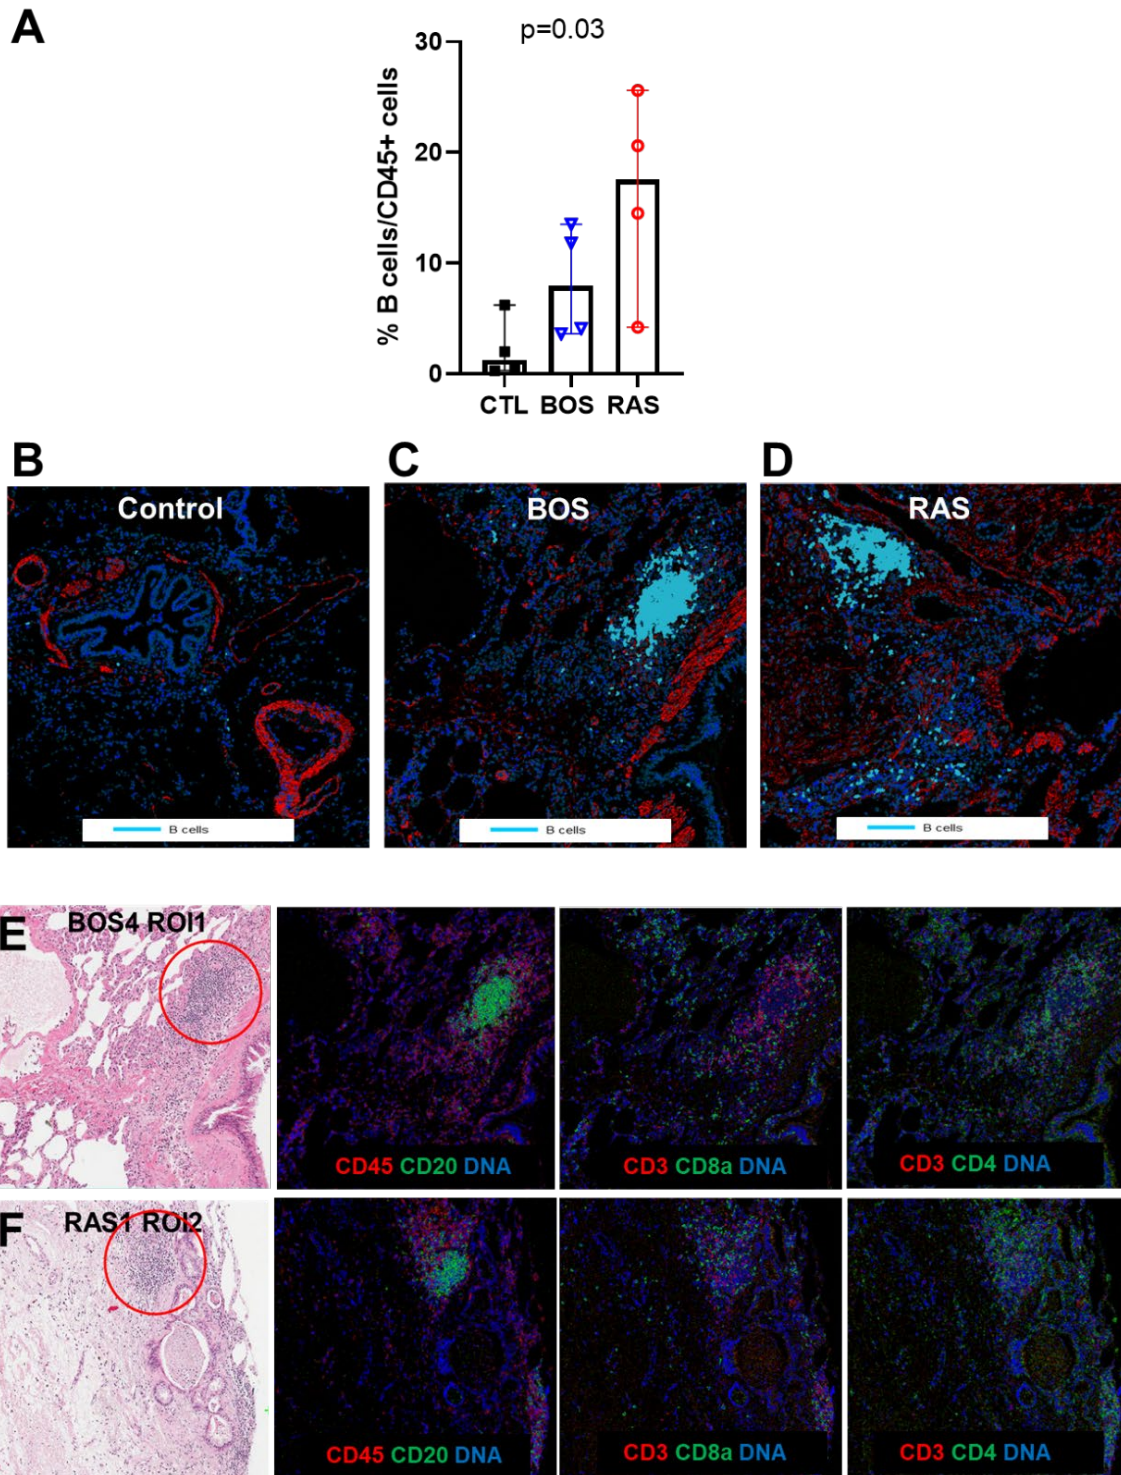 A
p=0.03
30
20
10
0
% B cells/CD45+ cells
CTL BOS RAS
B C D
Control BOS RAS
B cells B cells B cells
E BOS4 ROI1
CD45 CD20 DNA CD3 CD8a DNA CD3 CD4 DNA
F RAS1 ROI2
CD45 CD20 DNA CD3 CD8a DNA CD3 CD4 DNA